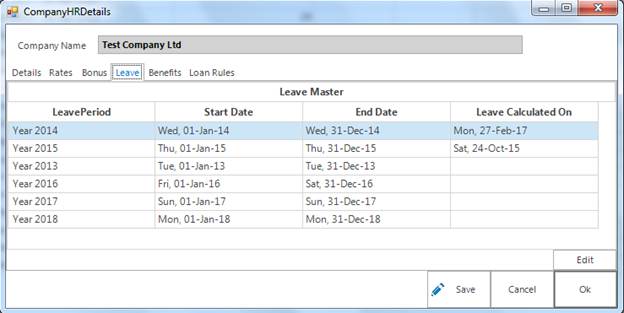 CompanyHRDetails
Company Name Test Company Ltd
Details Rates Bonus Leave Benefits Loan Rules
Leave Master
LeavePeriod Start Date End Date Leave Calculated On
Year 2014 Wed, 01-Jan-14 Wed, 31-Dec-14 Mon, 27-Feb-17
Year 2015 Thu, 01-Jan-15 Thu, 31-Dec-15 Sat, 24-Oct-15
Year 2013 Tue, 01-Jan-13 Tue, 31-Dec-13
Year 2016 Fri, 01-Jan-16 Sat, 31-Dec-16
Year 2017 Sun, 01-Jan-17 Sun, 31-Dec-17
Year 2018 Mon, 01-Jan-18 Mon, 31-Dec-18
Edit
Save Cancel Ok